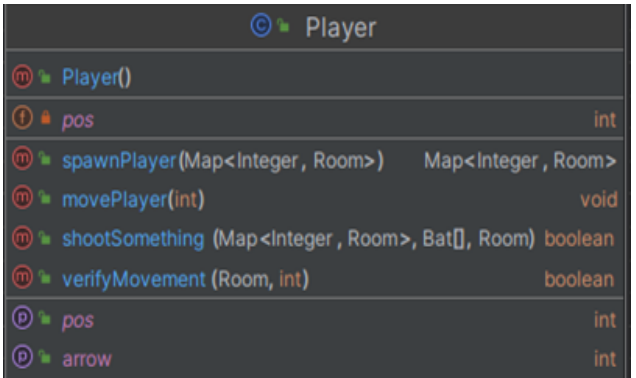 Player
Player()
pos int
spawnPlayer(Map<Integer, Room>) Map<Integer, Room>
movePlayer(int) void
shootSomething (Map<Integer, Room>, Bat[], Room) boolean
verifyMovement (Room, int) boolean
pos int
arrow int